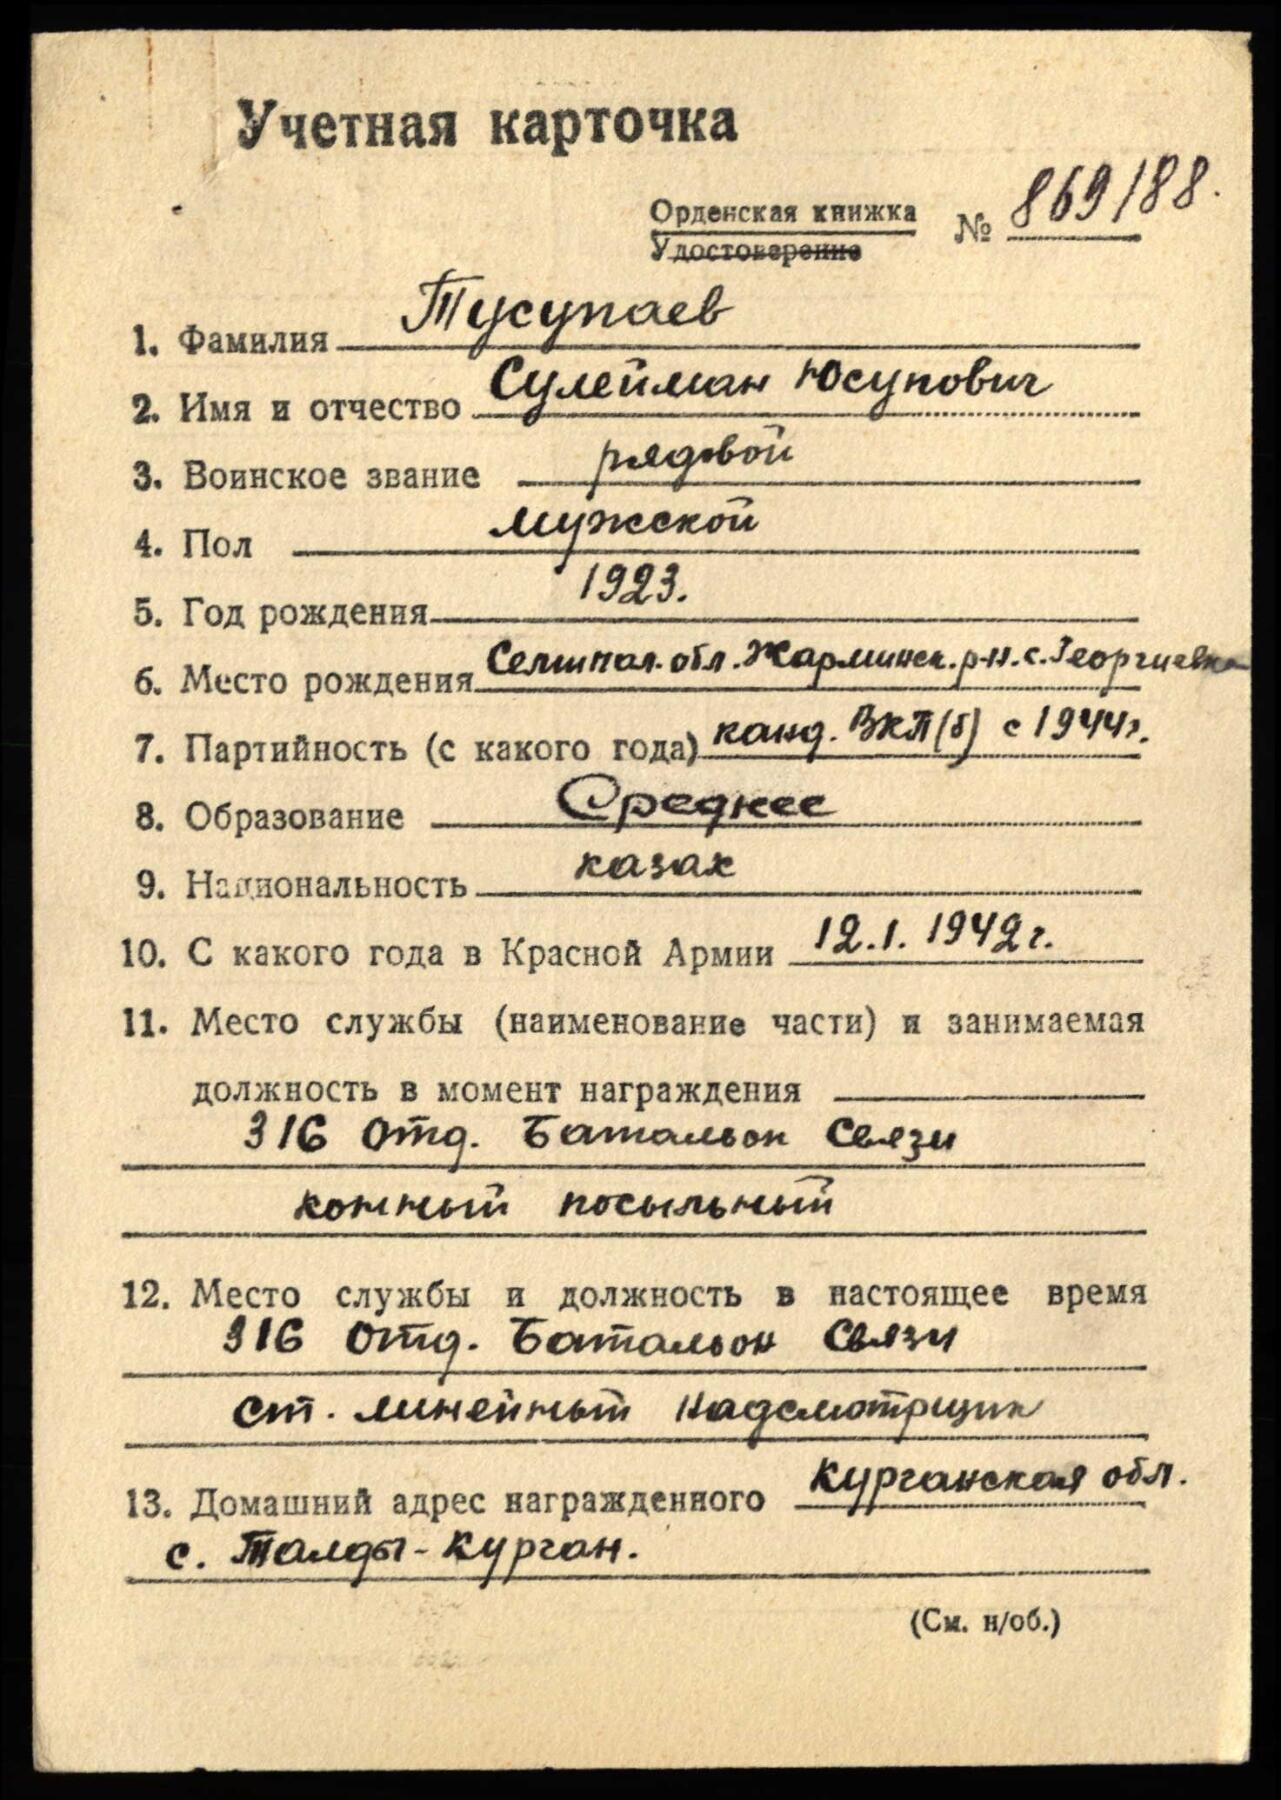 Учетная карточка
Орденская книжка
Удостоверение
№ 869188.
1. Фамилия Тусупаев
2. Имя и отчество Сулейман Юсупович
3. Воинское звание рядовой
4. Пол мужской
5. Год рождения 1923.
6. Место рождения Семипал. обл. Жарминск. р-н. с. Георгиевка
7. Партийность (с какого года) канд. ВКП(б) с 1944г.
8. Образование Среднее
9. Национальность казах
10. С какого года в Красной Армии 12.1.1942г.
11. Место службы (наименование части) и занимаемая
должность в момент награждения
316 Отд. Батальон Связи
конный посыльный
12. Место службы и должность в настоящее время
316 Отд. Батальон Связи
ст. линейный надсмотрщик
13. Домашний адрес награжденного Курганская обл.
с. Талды-Курган.
(См. н/об.)